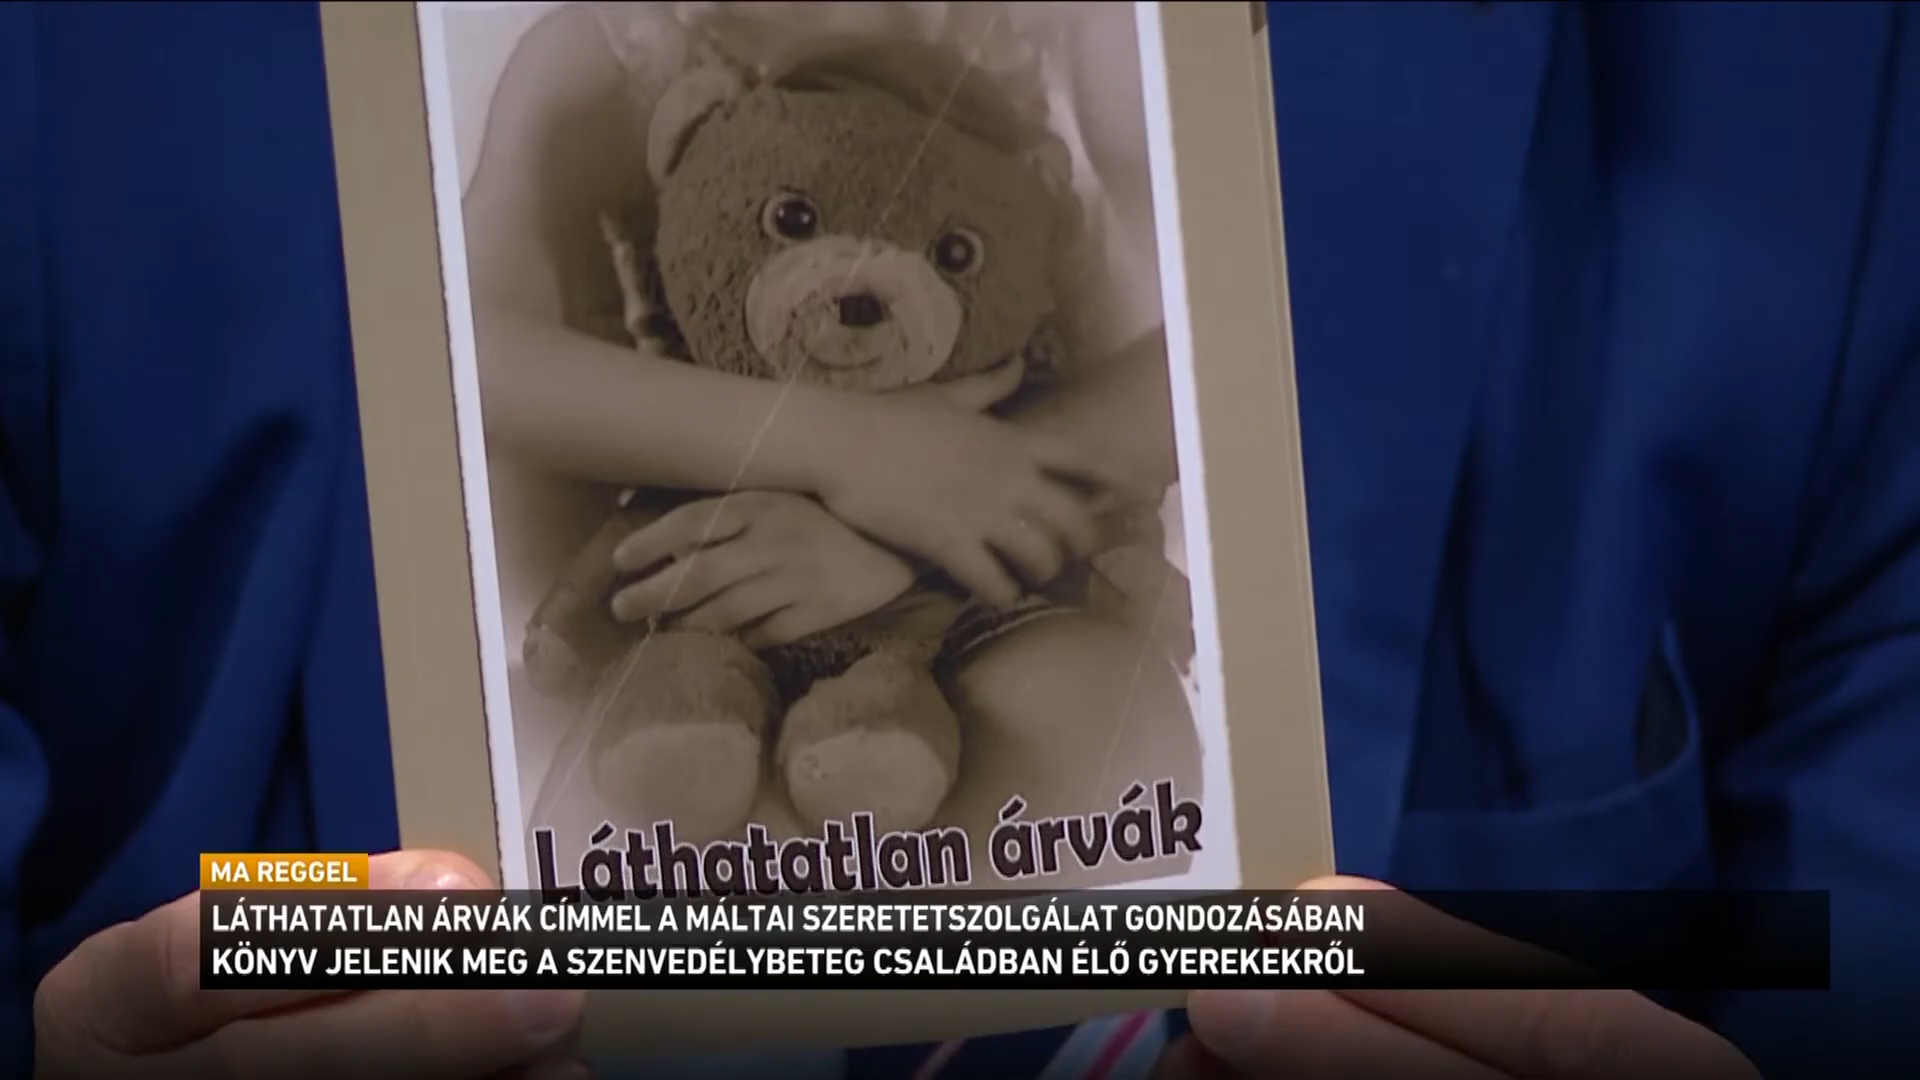 Láthatatlan árvák
MA REGGEL
LÁTHATATLAN ÁRVÁK CÍMMEL A MÁLTAI SZERETETSZOLGÁLAT GONDOZÁSÁBAN
KÖNYV JELENIK MEG A SZENVEDÉLYBETEG CSALÁDBAN ÉLŐ GYEREKEKRŐL